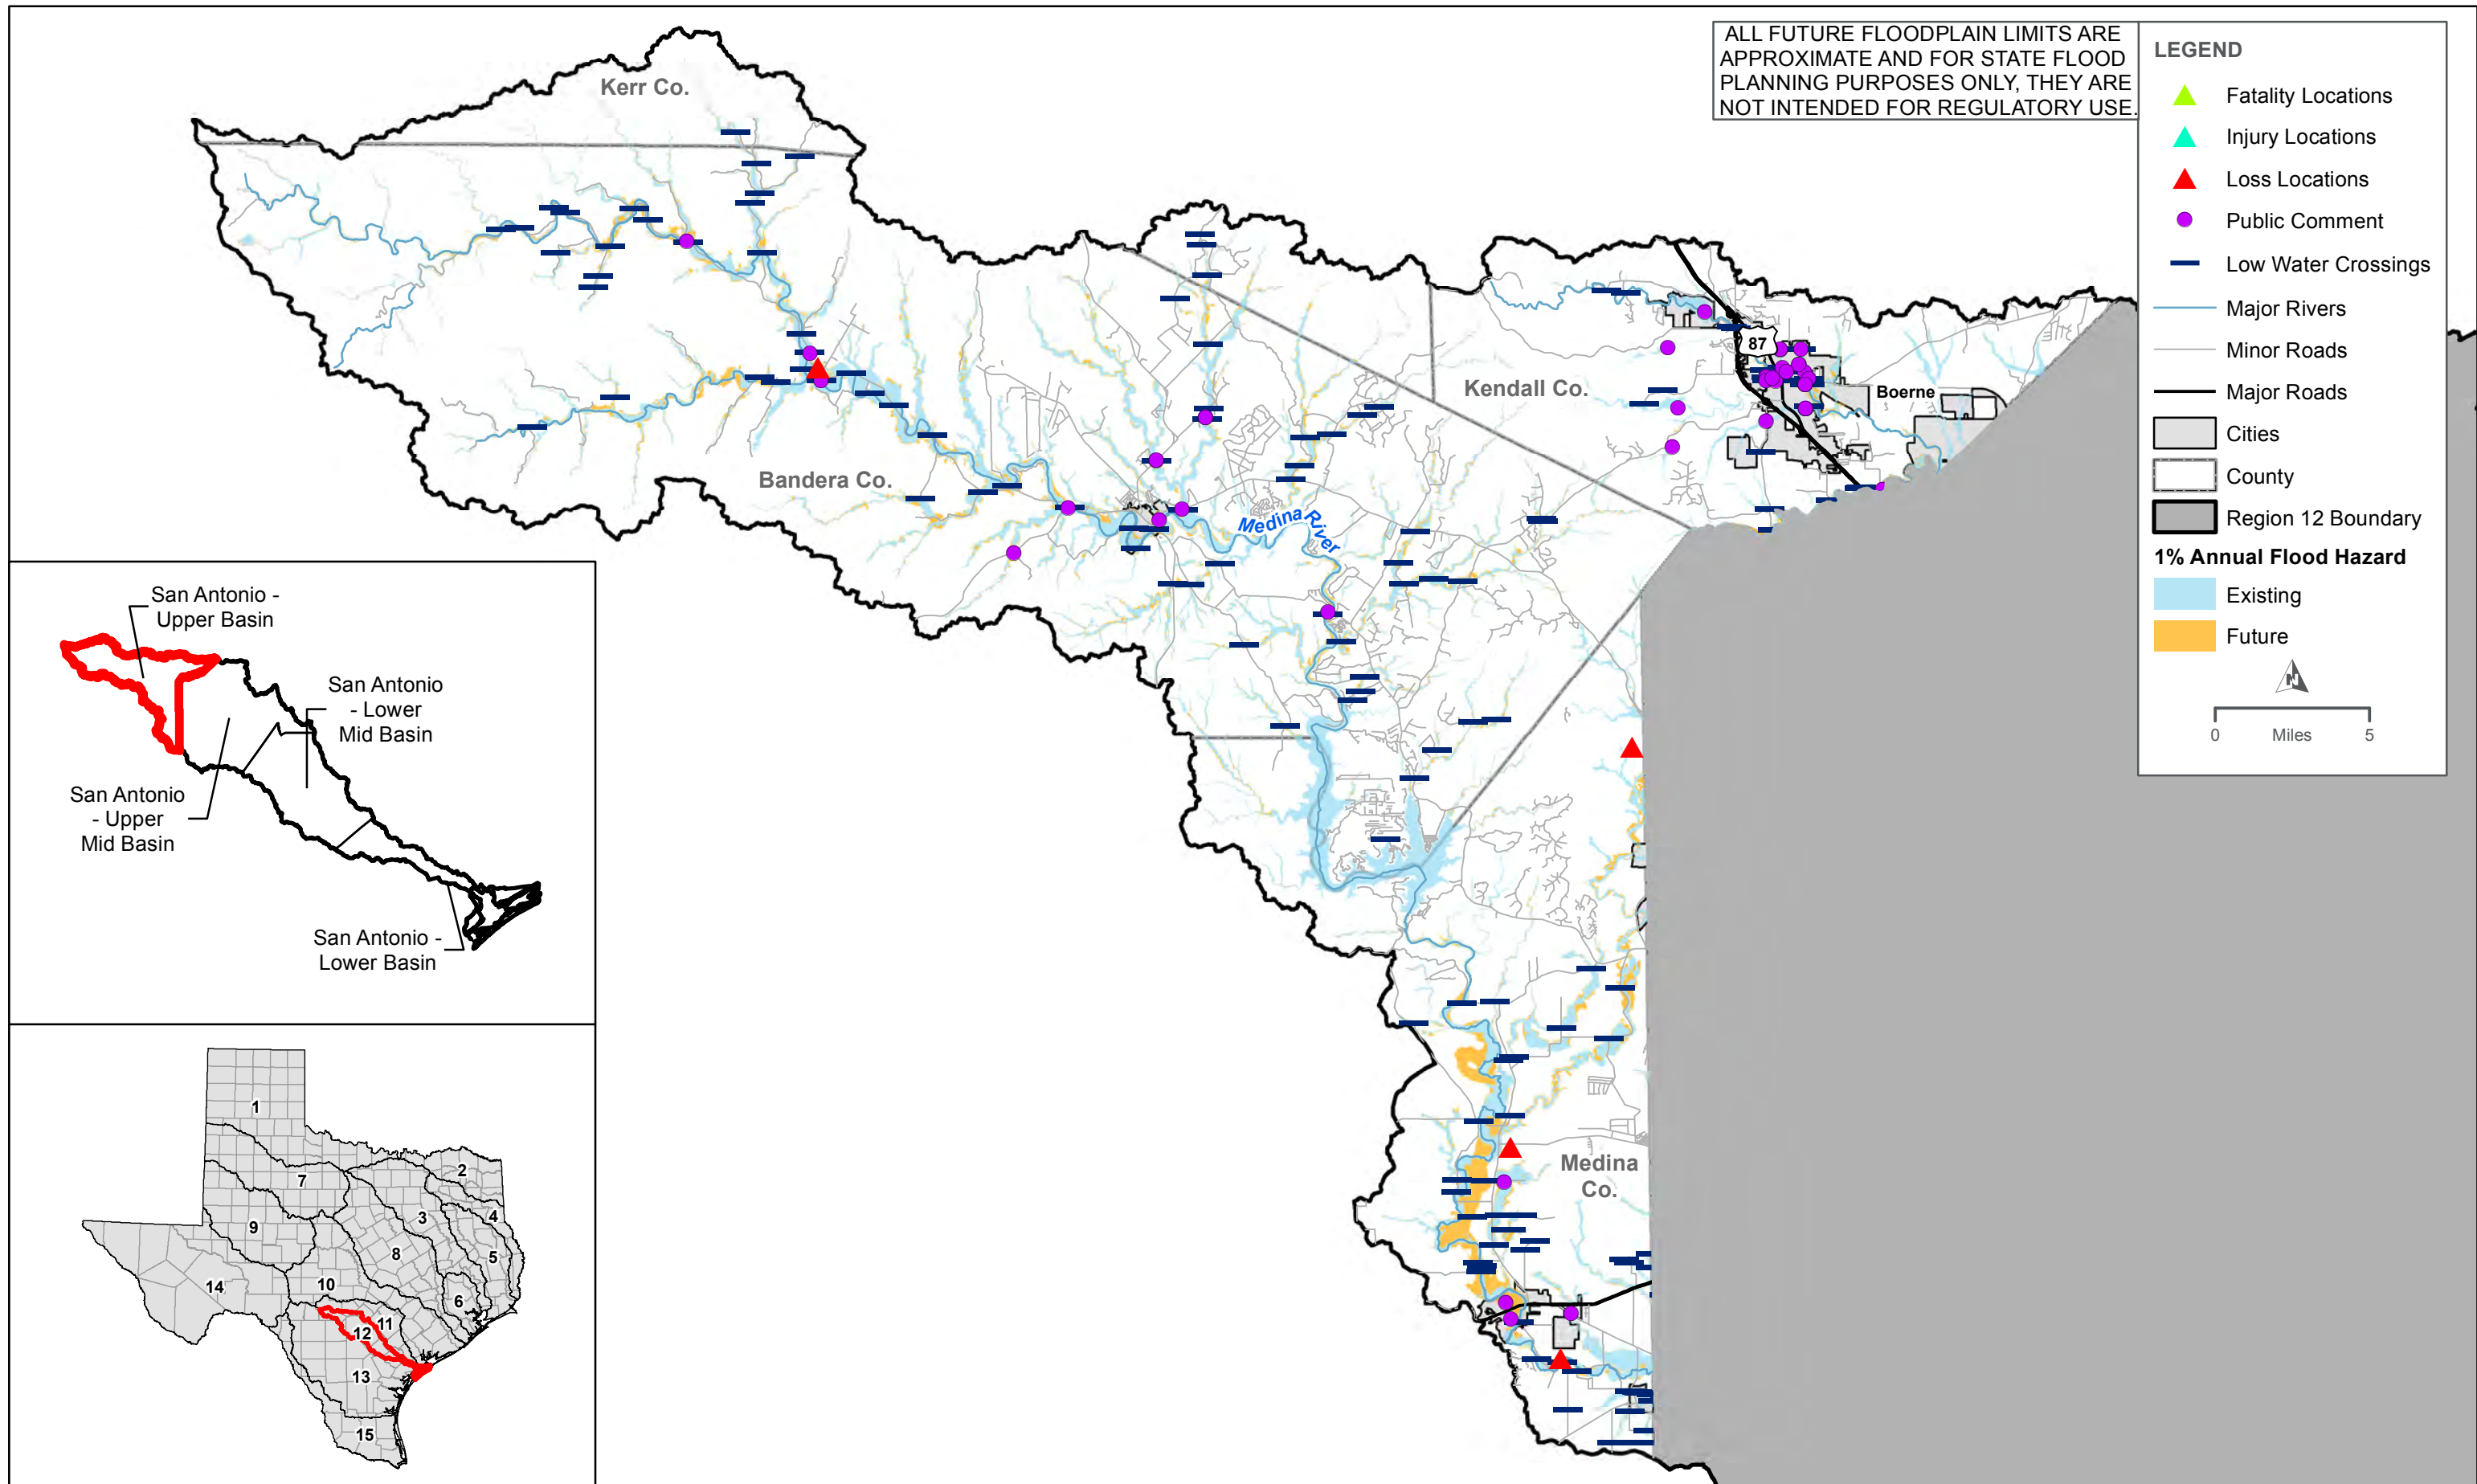 ALL FUTURE FLOODPLAIN LIMITS ARE
APPROXIMATE AND FOR STATE FLOOD
PLANNING PURPOSES ONLY, THEY ARE
NOT INTENDED FOR REGULATORY USE.
LEGEND
Fatality Locations
Injury Locations
Loss Locations
Public Comment
Low Water Crossings
Major Rivers
Minor Roads
Major Roads
Cities
County
Region 12 Boundary
1% Annual Flood Hazard
Existing
Future
N
0 Miles 5
Kerr Co.
87
Kendall Co.
Boerne
Bandera Co.
Medina River
Medina
Co.
San Antonio -
Upper Basin
San Antonio
- Lower
Mid Basin
San Antonio
- Upper
Mid Basin
San Antonio -
Lower Basin
1
2
7
3
4
9
8
5
14
10
6
11
12
13
15